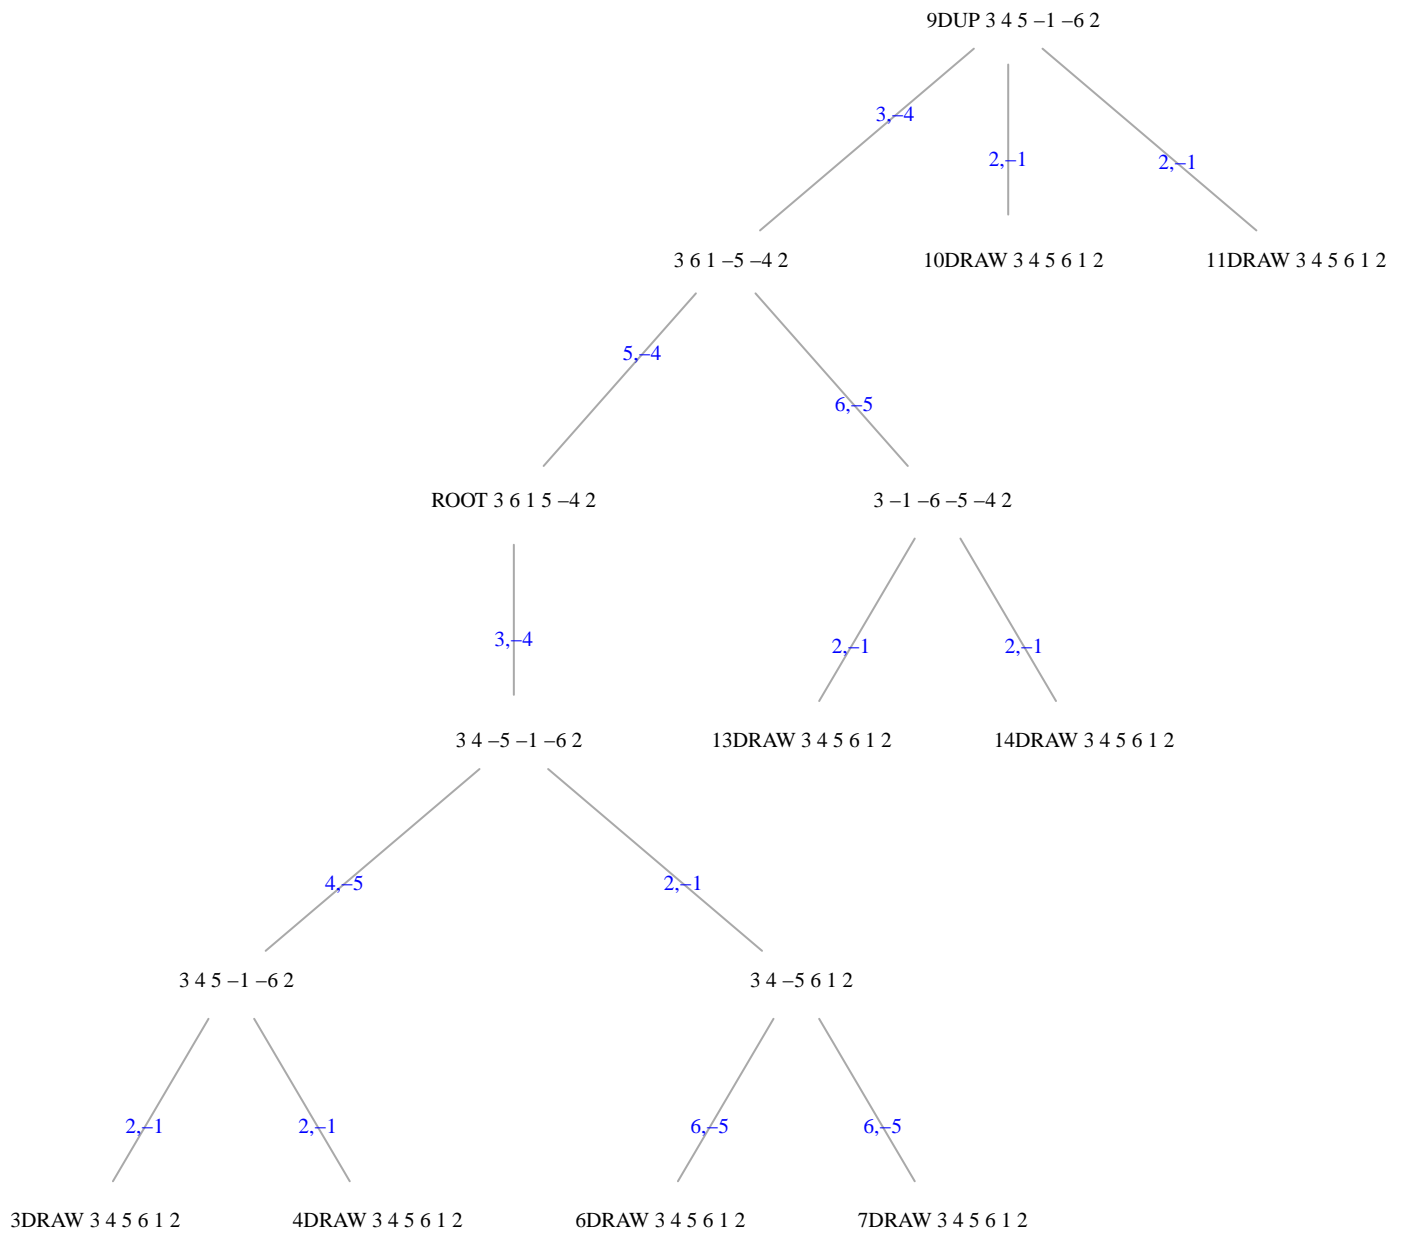 9DUP 3 4 5 –1 –6 2
3,–4
2,–1
2,–1
3 6 1 –5 –4 2
10DRAW 3 4 5 6 1 2
11DRAW 3 4 5 6 1 2
5,–4
6,–5
ROOT 3 6 1 5 –4 2
3 –1 –6 –5 –4 2
3,–4
2,–1
2,–1
3 4 –5 –1 –6 2
13DRAW 3 4 5 6 1 2
14DRAW 3 4 5 6 1 2
4,–5
2,–1
3 4 5 –1 –6 2
3 4 –5 6 1 2
2,–1
2,–1
6,–5
6,–5
3DRAW 3 4 5 6 1 2
4DRAW 3 4 5 6 1 2
6DRAW 3 4 5 6 1 2
7DRAW 3 4 5 6 1 2